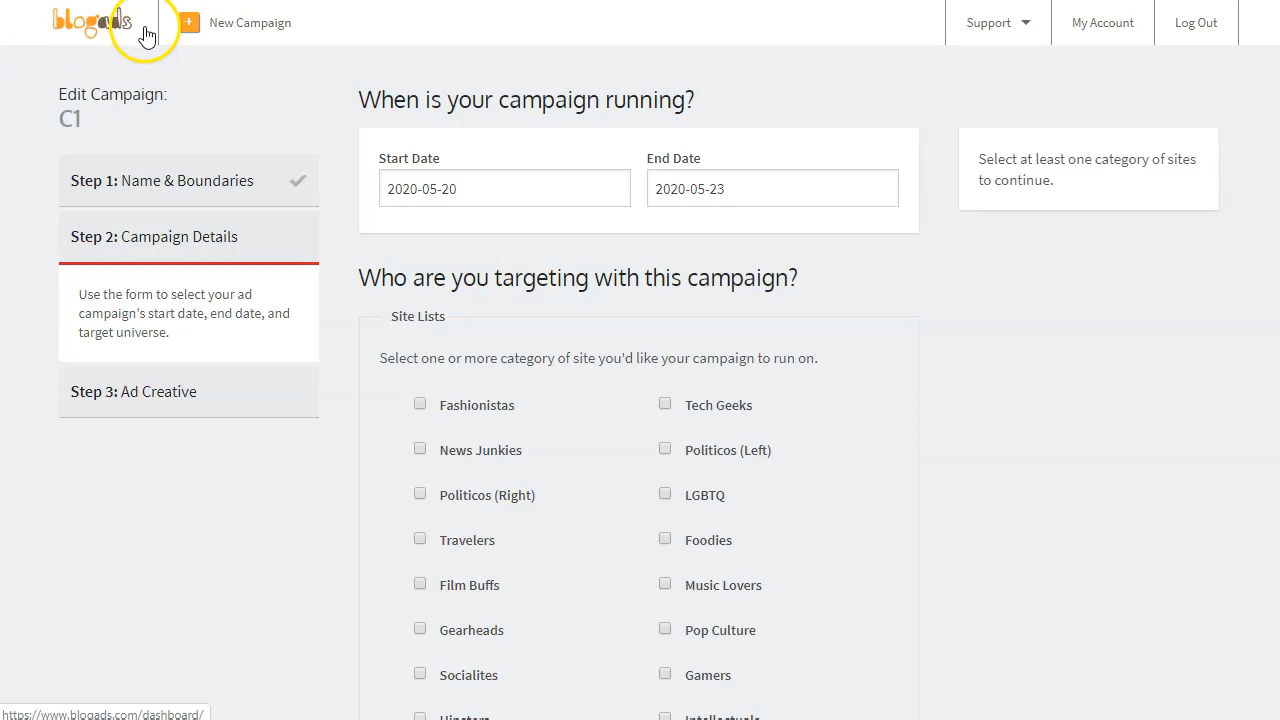 blogads
+ New Campaign
Support
My Account
Log Out
Edit Campaign:
C1
Step 1: Name & Boundaries
Step 2: Campaign Details
Use the form to select your ad
campaign's start date, end date, and
target universe.
Step 3: Ad Creative
When is your campaign running?
Start Date
End Date
2020-05-20
2020-05-23
Select at least one category of sites
to continue.
Who are you targeting with this campaign?
Site Lists
Select one or more category of site you'd like your campaign to run on.
Fashionistas
Tech Geeks
News Junkies
Politicos (Left)
Politicos (Right)
LGBTQ
Travelers
Foodies
Film Buffs
Music Lovers
Gearheads
Pop Culture
Socialites
Gamers
Hipsters
Intellectuals
https://www.blogads.com/dashboard/